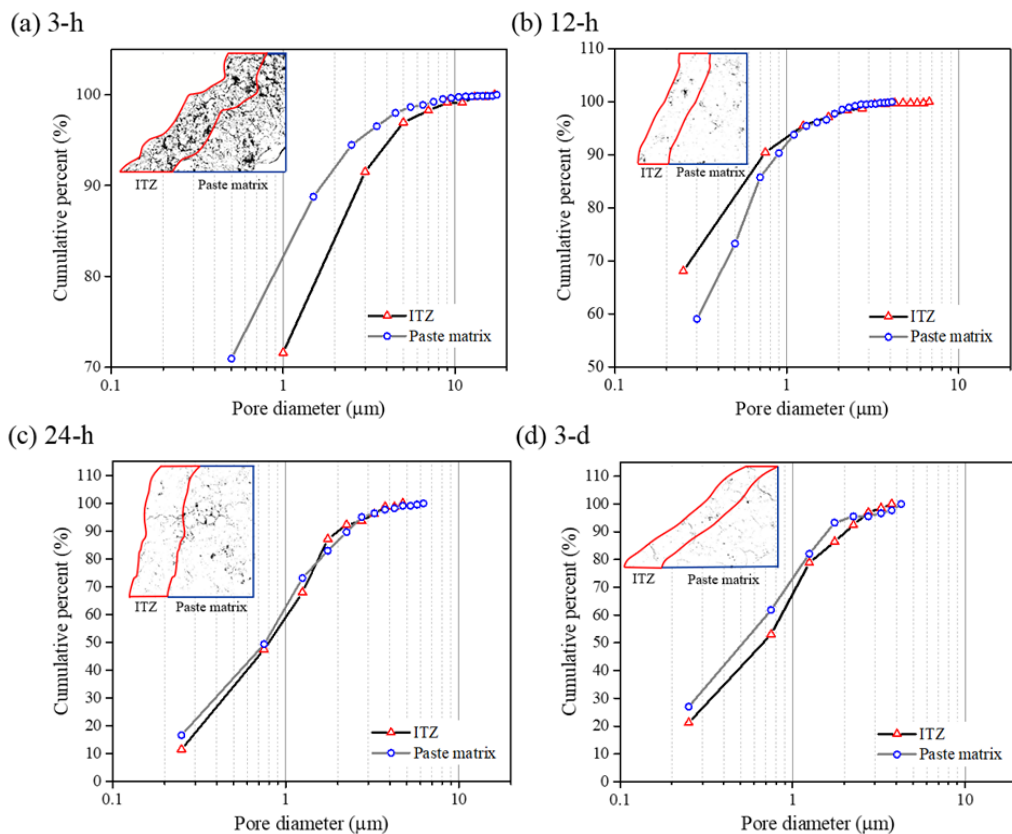 (a) 3-h
Cumulative percent (%)
100
90
80
70
ITZ
Paste matrix
ITZ
Paste matrix
0.1
1
10
Pore diameter (μm)
(b) 12-h
Cumulative percent (%)
110
100
90
80
70
60
50
ITZ
Paste matrix
ITZ
Paste matrix
0.1
1
10
Pore diameter (μm)
(c) 24-h
Cumulative percent (%)
110
100
90
80
70
60
50
40
30
20
10
0
ITZ
Paste matrix
ITZ
Paste matrix
0.1
1
10
Pore diameter (μm)
(d) 3-d
Cumulative percent (%)
110
100
90
80
70
60
50
40
30
20
10
0
ITZ
Paste matrix
ITZ
Paste matrix
0.1
1
10
Pore diameter (μm)